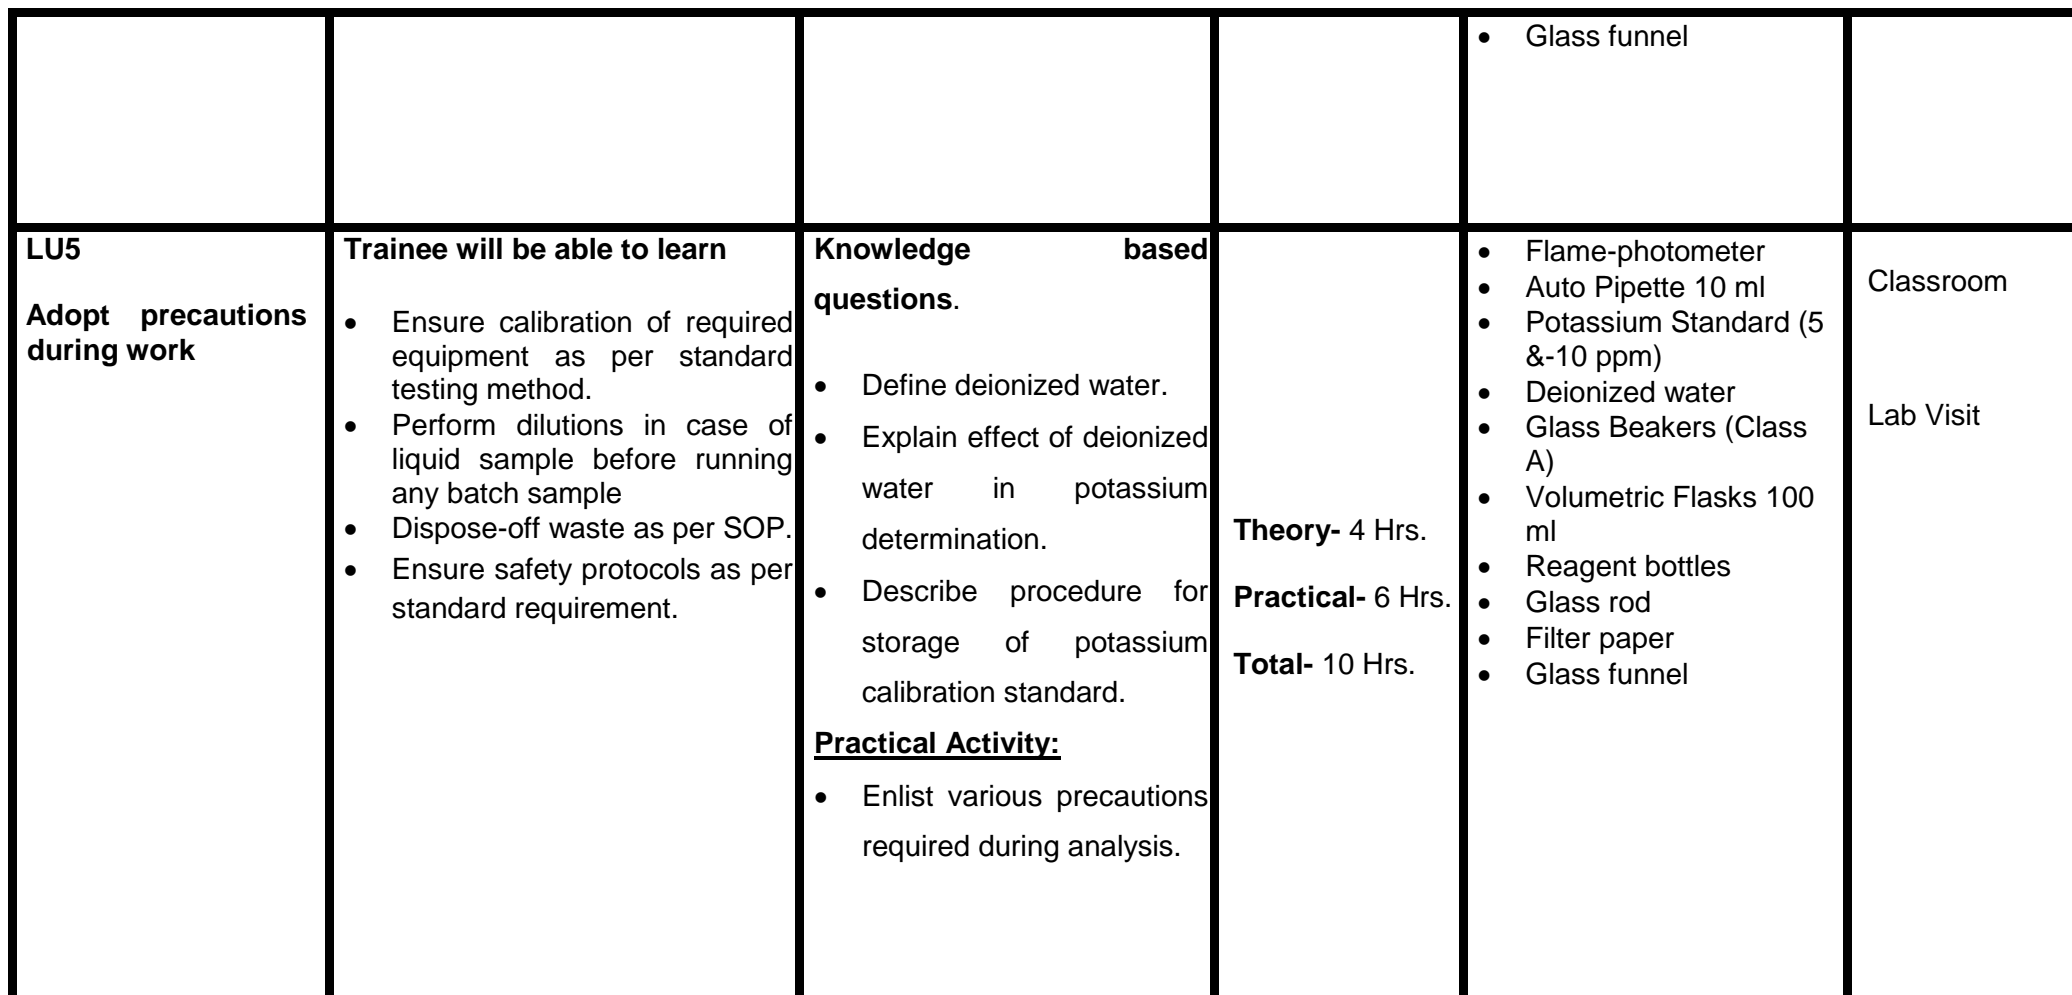 • Glass funnel
LU5
Adopt precautions
during work
Trainee will be able to learn
• Ensure calibration of required
equipment as per standard
testing method.
• Perform dilutions in case of
liquid sample before running
any batch sample
• Dispose-off waste as per SOP.
• Ensure safety protocols as per
standard requirement.
Knowledge based
questions.
• Define deionized water.
• Explain effect of deionized
water in potassium
determination.
• Describe procedure for
storage of potassium
calibration standard.
Practical Activity:
• Enlist various precautions
required during analysis.
Theory- 4 Hrs.
Practical- 6 Hrs.
Total- 10 Hrs.
• Flame-photometer
• Auto Pipette 10 ml
• Potassium Standard (5
&-10 ppm)
• Deionized water
• Glass Beakers (Class
A)
• Volumetric Flasks 100
ml
• Reagent bottles
• Glass rod
• Filter paper
• Glass funnel
Classroom
Lab Visit